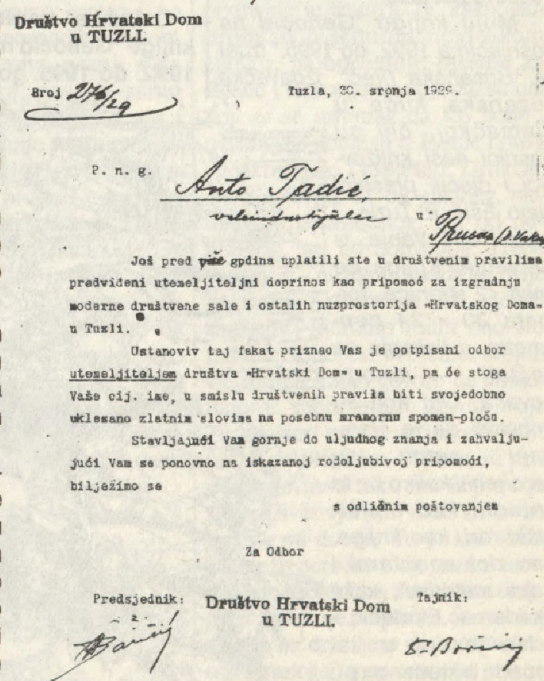 Društvo Hrvatski Dom
u TUZLI.
Broj 276/29
Tuzla, 30. srpnja 1929.
P. n. g.
Anto Tadić,
veleindustrijalac u
Još pred više godina uplatili ste u društvenim pravilima
predvidjeni utemeljiteljni doprinos kao pripomoć za izgradnju
moderne društvene sale i ostalih nuzprostorija »Hrvatskog Doma«
u Tuzli.
Ustanoviv taj fakat priznao Vas je potpisani odbor
utemeljiteljem društva »Hrvatski Dom« u Tuzli, pa će stoga
Vaše cij. ime, u smislu društvenih pravila biti svojedobno
uklesano zlatnim slovima na posebnu mramornu spomen-ploču.
Stavljajući Vam gornje do uljudnog znanja i zahvalju-
jući Vam se ponovno na iskazanoj rodoljubivoj pripomoći,
bilježimo se
s odličnim poštovanjem
Za Odbor
Predsjednik: Tajnik:
Društvo Hrvatski Dom
u TUZLI.